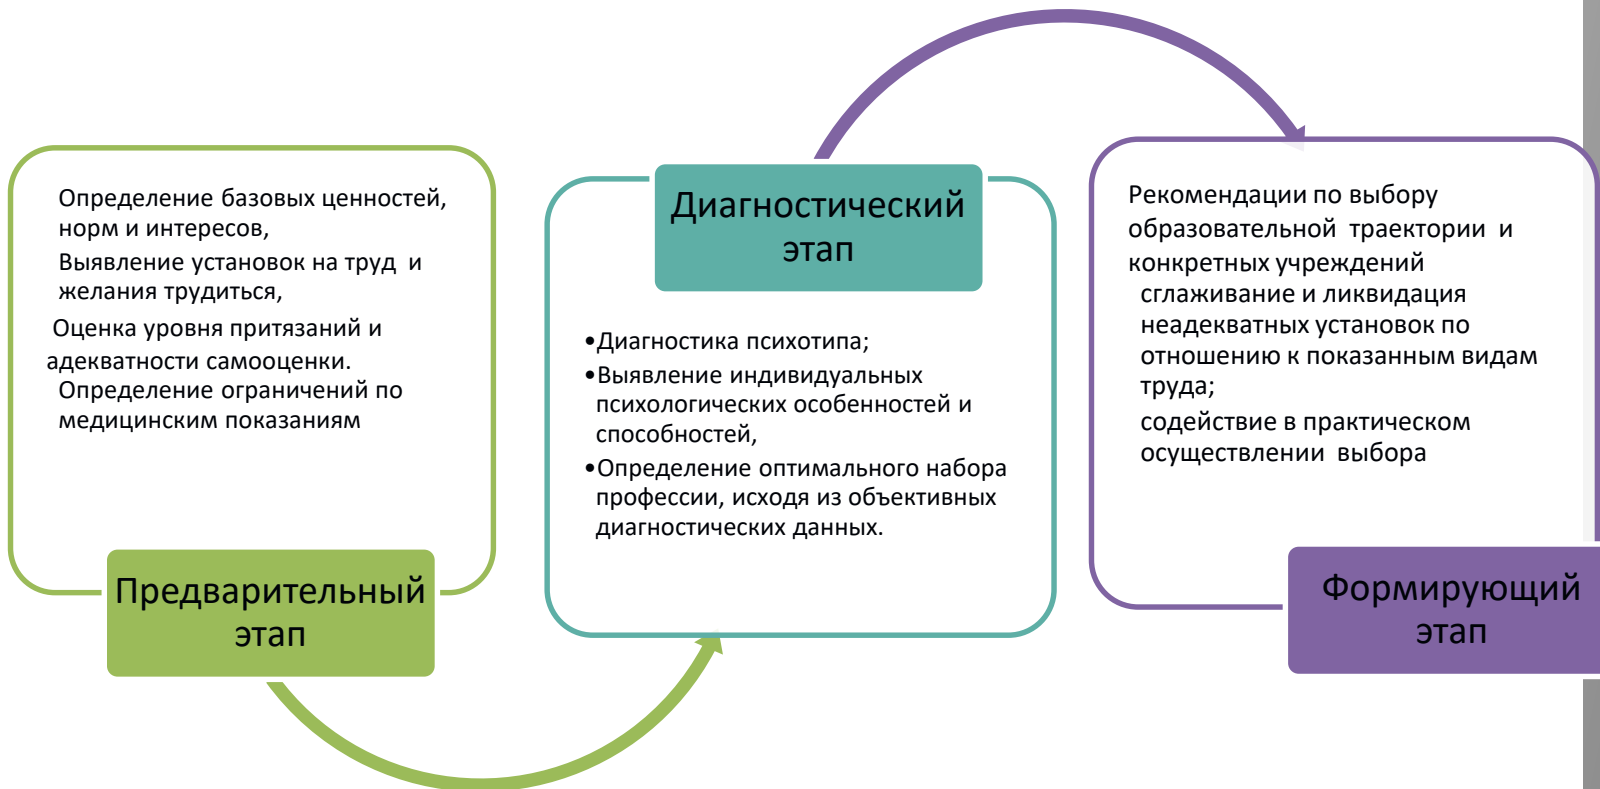 Определение базовых ценностей,
норм и интересов,
Выявление установок на труд и
желания трудиться,
Оценка уровня притязаний и
адекватности самооценки.
Определение ограничений по
медицинским показаниям
Предварительный
этап
Диагностический
этап
•Диагностика психотипа;
•Выявление индивидуальных
психологических особенностей и
способностей,
•Определение оптимального набора
профессии, исходя из объективных
диагностических данных.
Рекомендации по выбору
образовательной траектории и
конкретных учреждений
сглаживание и ликвидация
неадекватных установок по
отношению к показанным видам
труда;
содействие в практическом
осуществлении выбора
Формирующий
этап